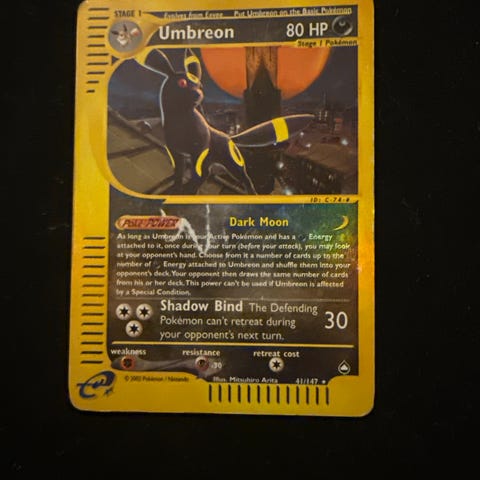 STAGE 1 Evolves from Eevee Put Umbreon on the Basic Pokémon
Umbreon 80 HP
Stage 1 Pokémon
ID: C-74-#
POKé-POWER Dark Moon
As long as Umbreon is your Active Pokémon and has a Energy
attached to it, once during your turn (before your attack), you may look
at your opponent's hand. Choose from it a number of cards up to the
number of Energy attached to Umbreon and shuffle them into your
opponent's deck. Your opponent then draws the same number of cards
from his or her deck. This power can't be used if Umbreon is affected
by a Special Condition.
Shadow Bind The Defending
Pokémon can't retreat during
your opponent's next turn.
30
weakness resistance retreat cost
-30
© 2002 Pokémon / Nintendo Illus. Mitsuhiro Arita 41/147
e